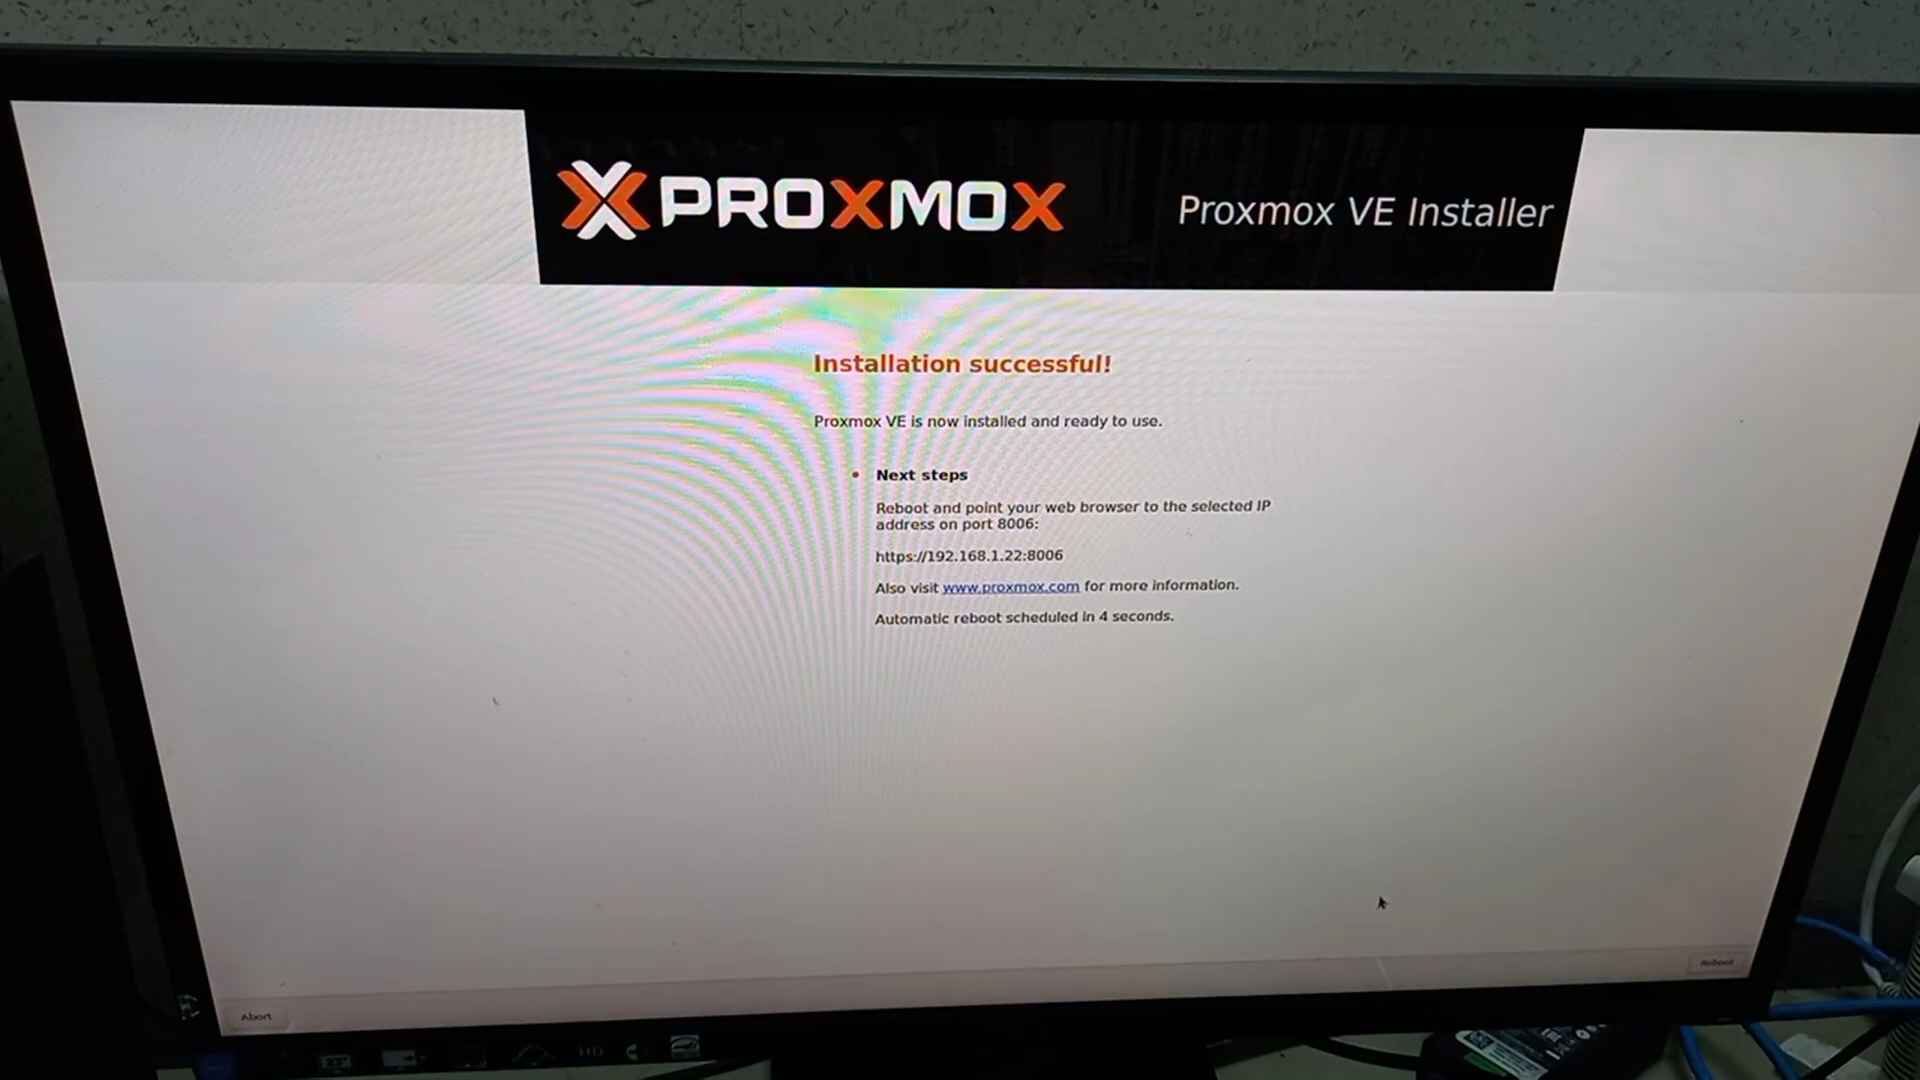 PROXMOX
Proxmox VE Installer
Installation successful!
Proxmox VE is now installed and ready to use.
Next steps
Reboot and point your web browser to the selected IP
address on port 8006:
https://192.168.1.22:8006
Also visit www.proxmox.com for more information.
Automatic reboot scheduled in 4 seconds.
Abort
Reboot
23"
HD